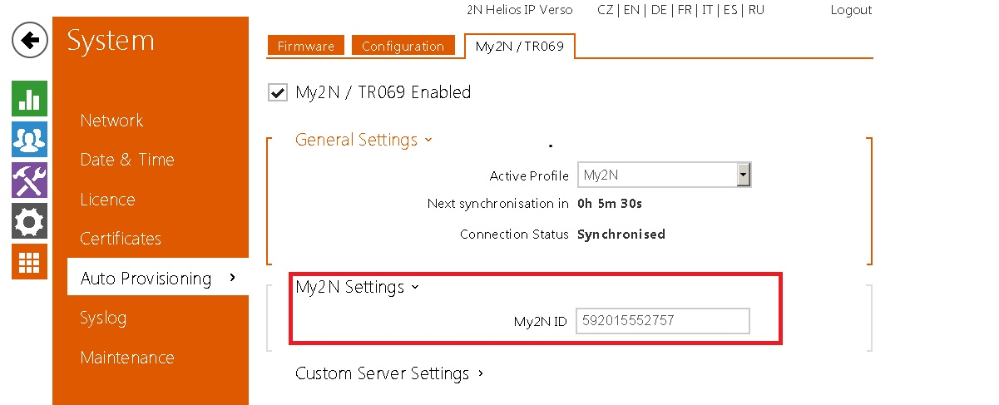 2N Helios IP Verso CZ | EN | DE | FR | IT | ES | RU Logout
System
Firmware Configuration My2N / TR069
My2N / TR069 Enabled
Network
Date & Time
Licence
Certificates
Auto Provisioning ›
Syslog
Maintenance
General Settings
Active Profile My2N
Next synchronisation in 0h 5m 30s
Connection Status Synchronised
My2N Settings
My2N ID 592015552757
Custom Server Settings ›